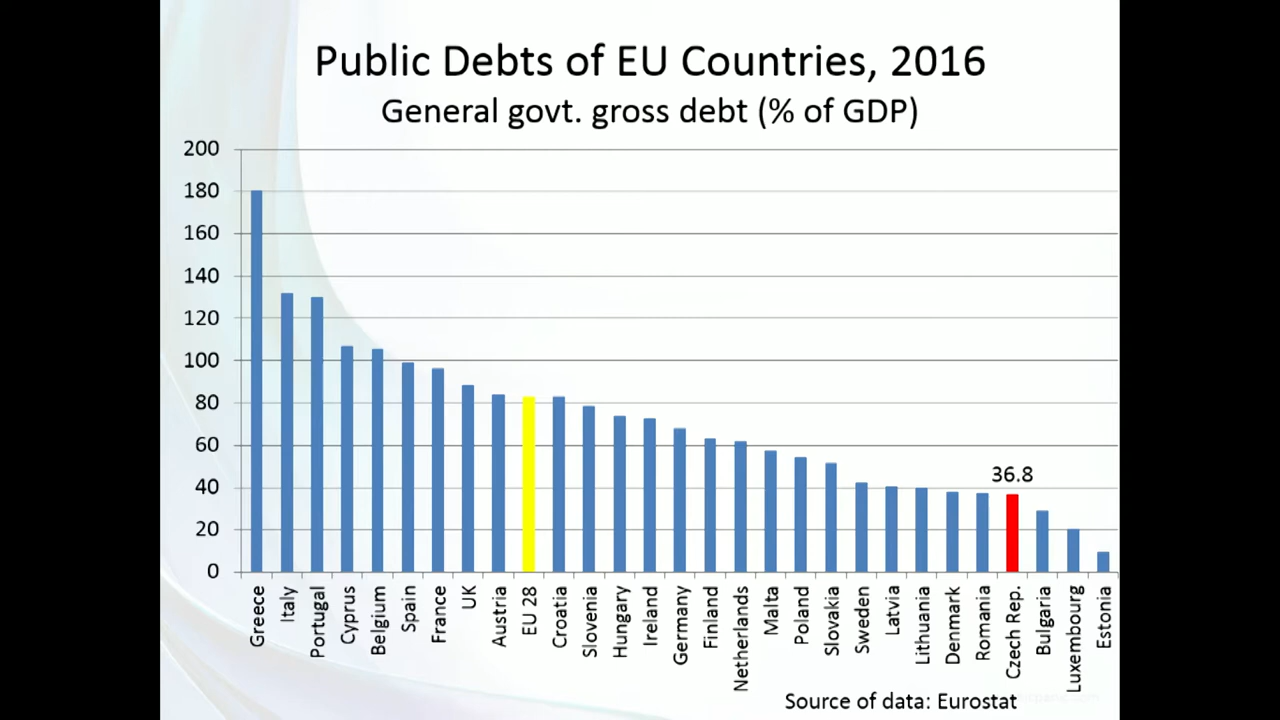 Public Debts of EU Countries, 2016
General govt. gross debt (% of GDP)
200
180
160
140
120
100
80
60
40
20
0
36.8
Greece
Italy
Portugal
Cyprus
Belgium
Spain
France
UK
Austria
EU 28
Croatia
Slovenia
Hungary
Ireland
Germany
Finland
Netherlands
Malta
Poland
Slovakia
Sweden
Latvia
Lithuania
Denmark
Romania
Czech Rep.
Bulgaria
Luxembourg
Estonia
Source of data: Eurostat